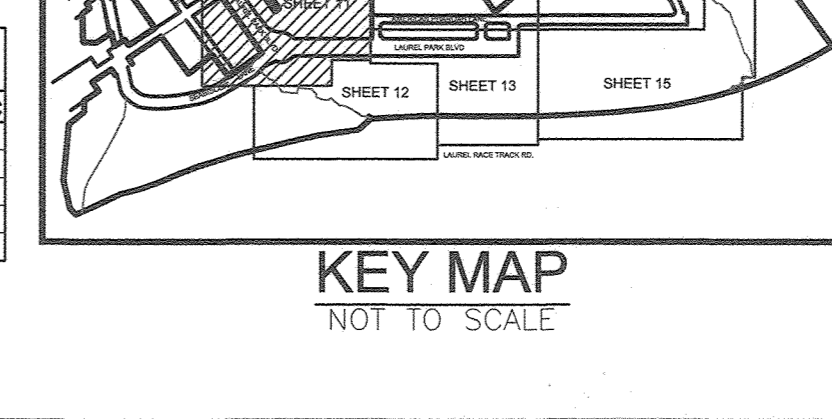 SHEET 11
LAUREL PARK BLVD
SHEET 12
SHEET 13
SHEET 15
LAUREL RACE TRACK RD.
KEY MAP
NOT TO SCALE